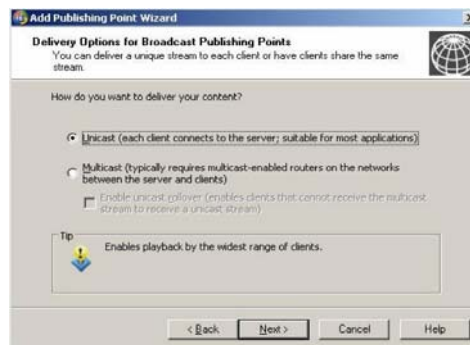 Add Publishing Point Wizard
Delivery Options for Broadcast Publishing Points
You can deliver a unique stream to each client or have clients share the same
stream.
How do you want to deliver your content?
Unicast (each client connects to the server; suitable for most applications)
Multicast (typically requires multicast-enabled routers on the networks
between the server and clients)
Enable unicast rollover (enables clients that cannot receive the multicast
stream to receive a unicast stream)
Tip
Enables playback by the widest range of clients.
< Back
Next >
Cancel
Help